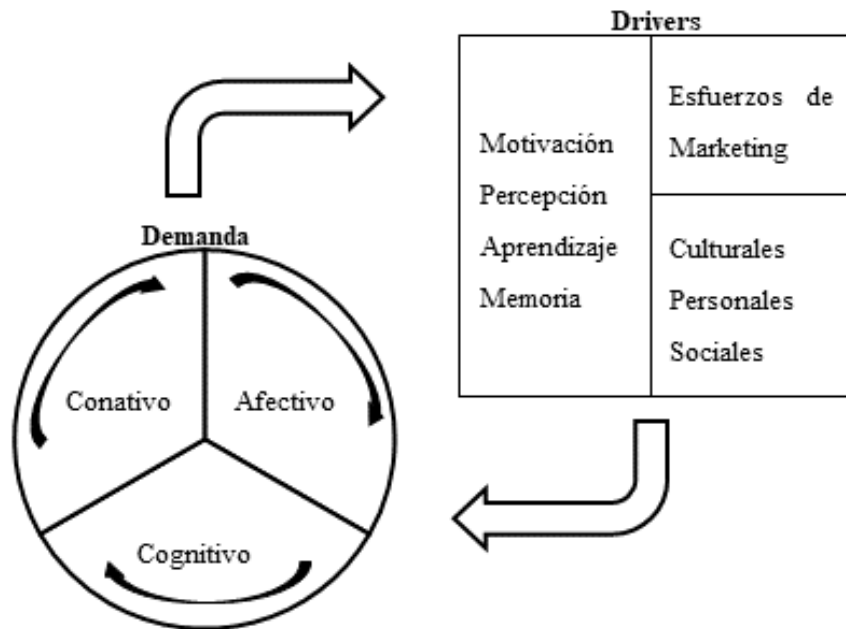 Drivers
Motivación
Percepción
Aprendizaje
Memoria
Esfuerzos de
Marketing
Culturales
Personales
Sociales
Demanda
Conativo
Afectivo
Cognitivo